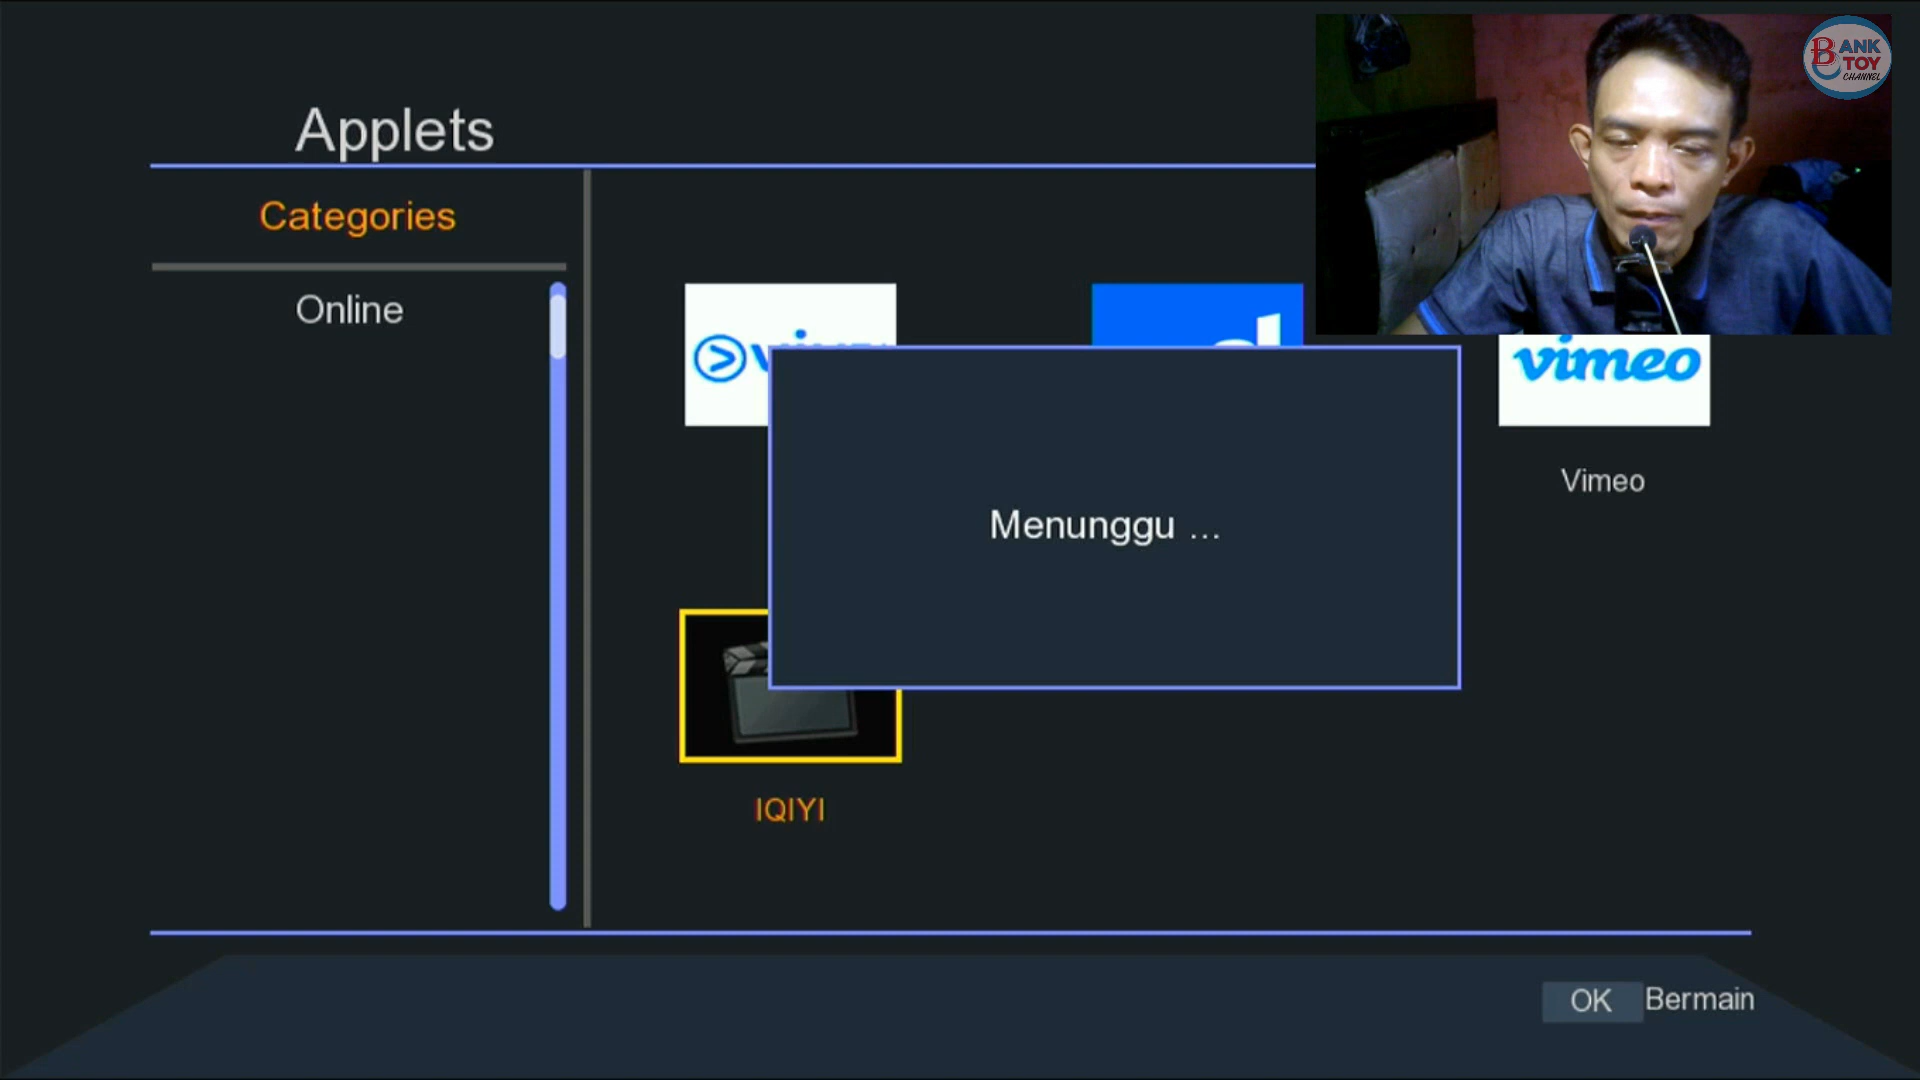 BANK
TOY
CHANNEL
Applets
Categories
Online
vimeo
Vimeo
Menunggu ...
IQIYI
OK Bermain